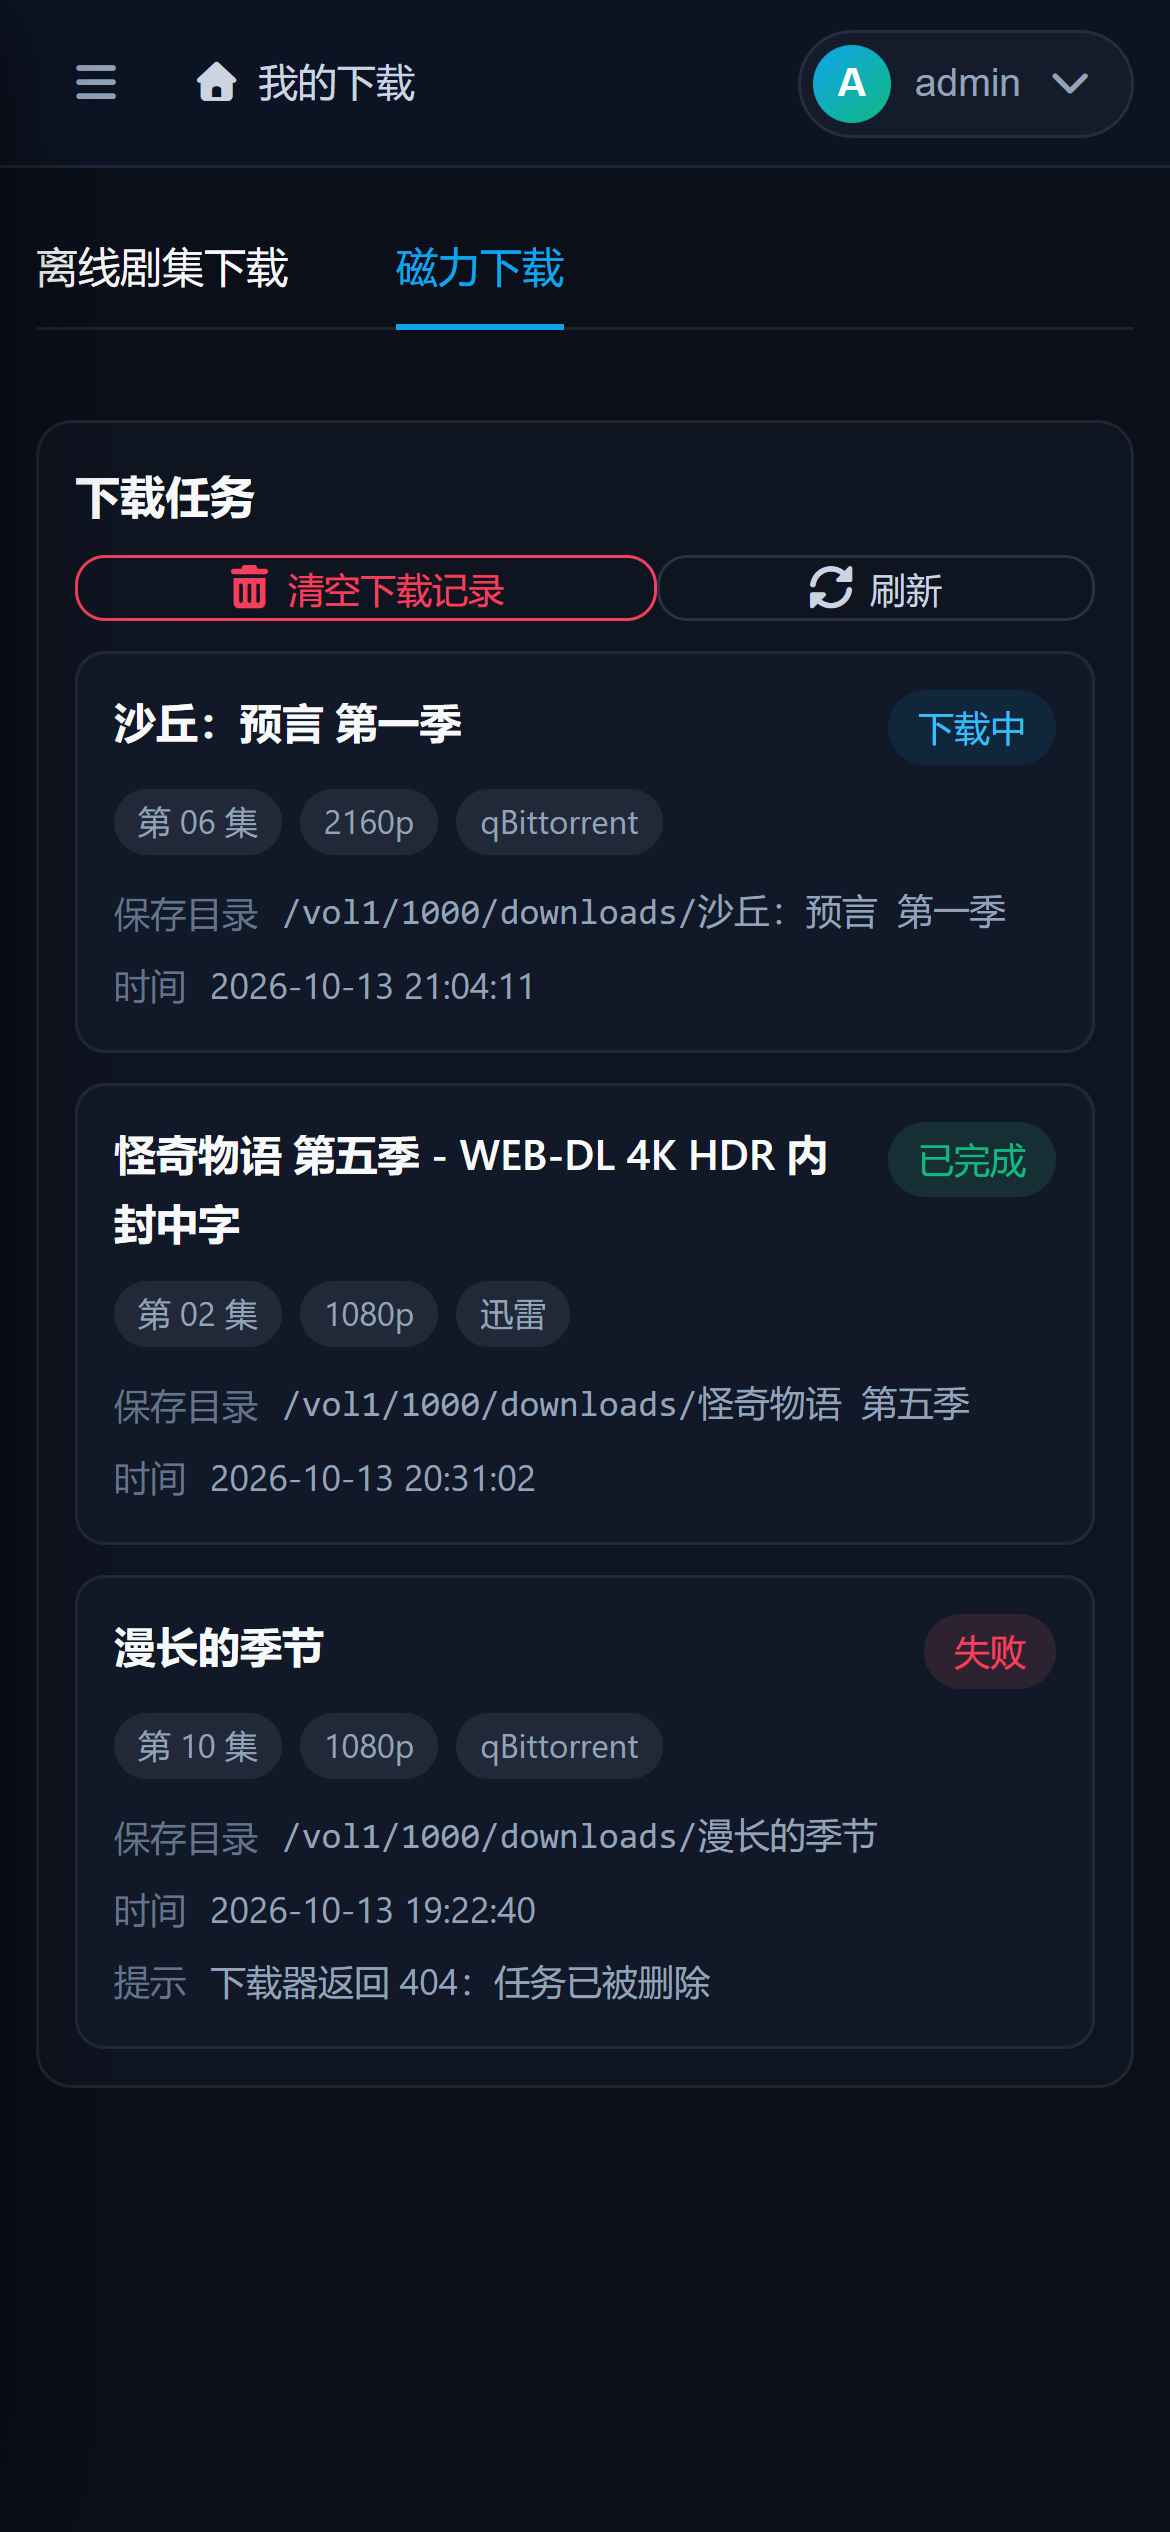 我的下载
A admin
离线剧集下载 磁力下载
下载任务
清空下载记录 刷新
沙丘：预言 第一季 下载中
第 06 集 2160p qBittorrent
保存目录 /vol1/1000/downloads/沙丘：预言 第一季
时间 2026-10-13 21:04:11
怪奇物语 第五季 - WEB-DL 4K HDR 内 已完成
封中字
第 02 集 1080p 迅雷
保存目录 /vol1/1000/downloads/怪奇物语 第五季
时间 2026-10-13 20:31:02
漫长的季节 失败
第 10 集 1080p qBittorrent
保存目录 /vol1/1000/downloads/漫长的季节
时间 2026-10-13 19:22:40
提示 下载器返回 404：任务已被删除